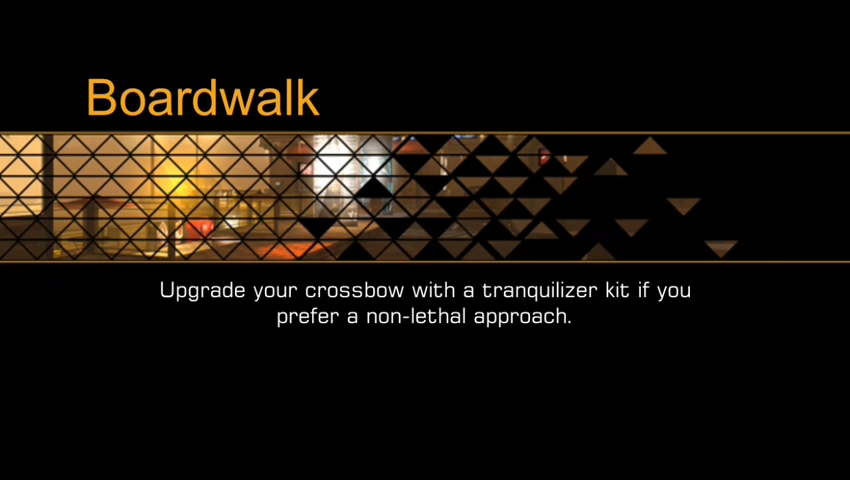 Boardwalk
Upgrade your crossbow with a tranquilizer kit if you
prefer a non-lethal approach.